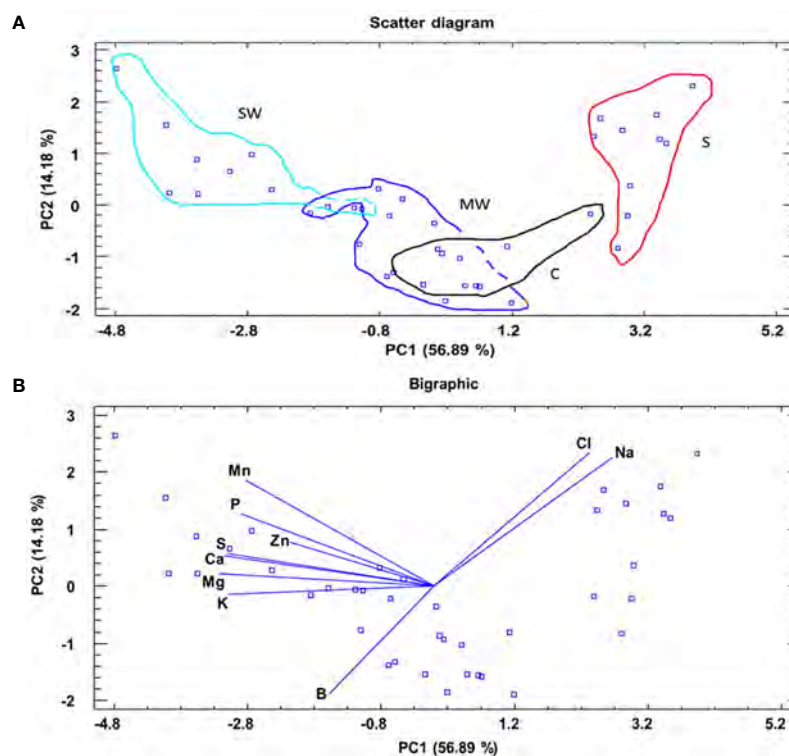 A
Scatter diagram
3
2
1
0
-1
-2
PC2 (14.18 %)
SW
MW
C
S
-4.8 -2.8 -0.8 1.2 3.2 5.2
PC1 (56.89 %)
B
Bigraphic
3
2
1
0
-1
-2
PC2 (14.18 %)
Mn
P
Zn
S
Ca
Mg
K
B
Cl
Na
-4.8 -2.8 -0.8 1.2 3.2 5.2
PC1 (56.89 %)